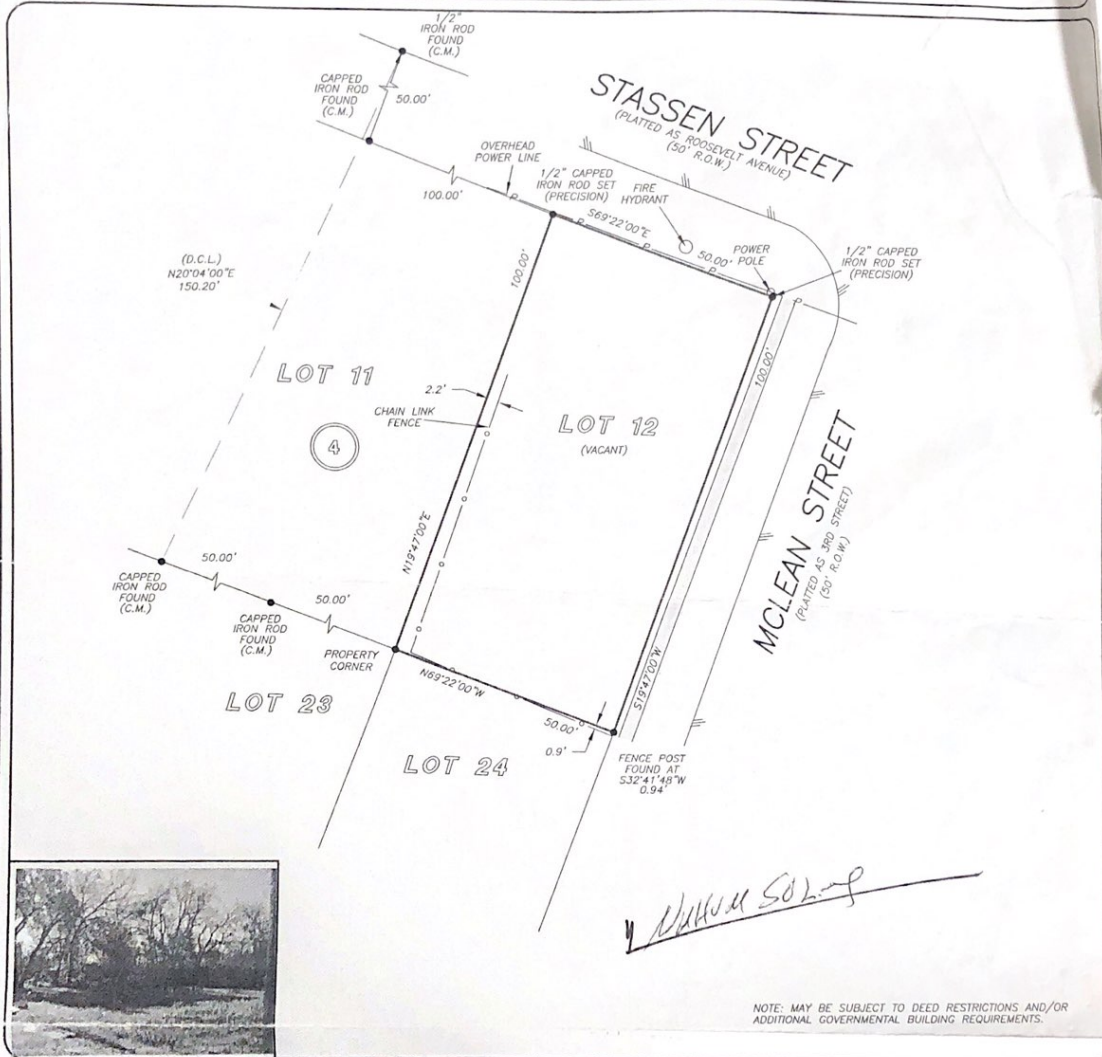 1/2"
IRON ROD
FOUND
(C.M.)
CAPPED
IRON ROD
FOUND
(C.M.)
50.00'
STASSEN STREET
(PLATTED AS ROOSEVELT AVENUE)
(50' R.O.W.)
OVERHEAD
POWER LINE
100.00'
1/2" CAPPED
IRON ROD SET
(PRECISION)
FIRE
HYDRANT
S69°22'00"E
50.00'
POWER
POLE
1/2" CAPPED
IRON ROD SET
(PRECISION)
P
P
P
P
P
(D.C.L.)
N20°04'00"E
150.20'
100.00'
100.00'
LOT 11
2.2'
CHAIN LINK
FENCE
4
LOT 12
(VACANT)
MCLEAN STREET
(PLATTED AS 3RD STREET)
(50' R.O.W.)
N19°47'00"E
S19°47'00"W
50.00'
CAPPED
IRON ROD
FOUND
(C.M.)
50.00'
CAPPED
IRON ROD
FOUND
(C.M.)
PROPERTY
CORNER
N69°22'00"W
50.00'
LOT 23
LOT 24
0.9'
FENCE POST
FOUND AT
S32°41'48"W
0.94'
NOTE: MAY BE SUBJECT TO DEED RESTRICTIONS AND/OR
ADDITIONAL GOVERNMENTAL BUILDING REQUIREMENTS.